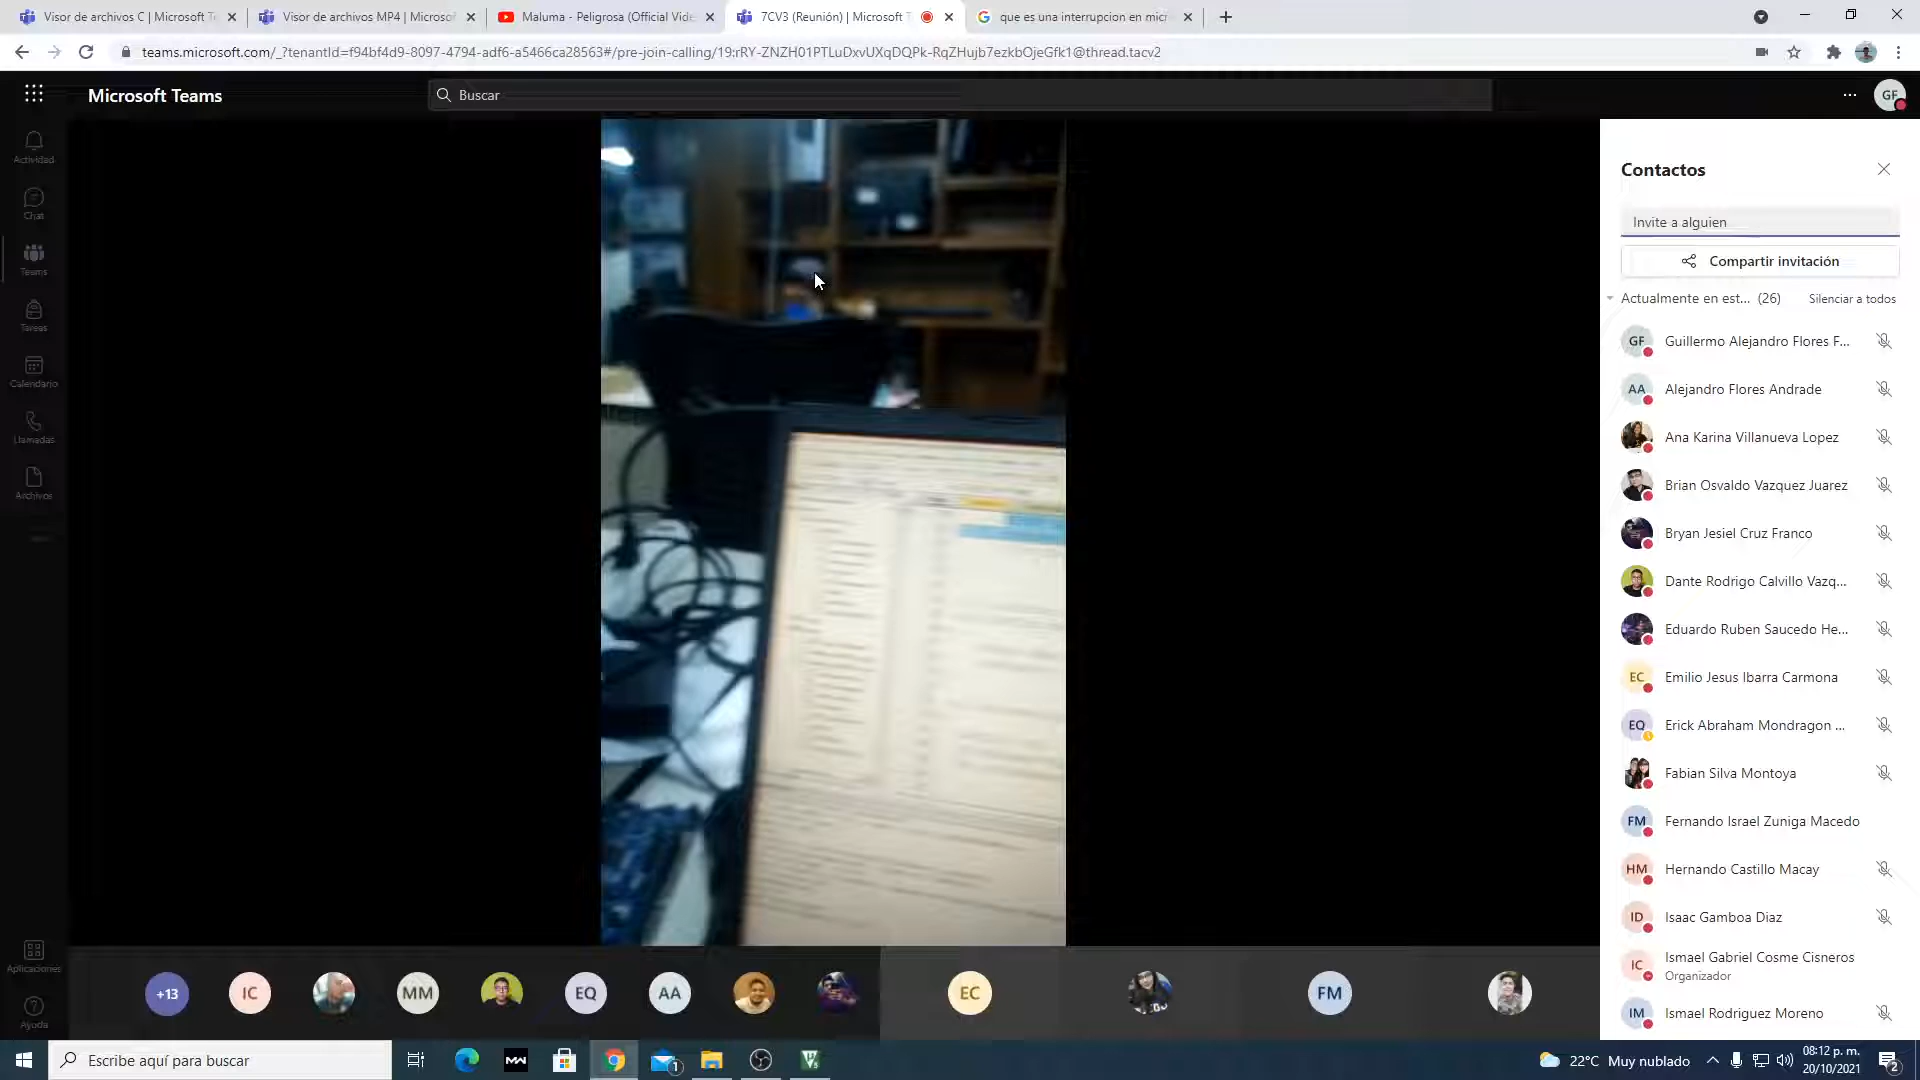 Visor de archivos C | Microsoft Te
Visor de archivos MP4 | Microsof
Maluma - Peligrosa (Official Vide
7CV3 (Reunión) | Microsoft T
que es una interrupcion en micr
teams.microsoft.com/_?tenantId=f94bf4d9-8097-4794-adf6-a5466ca28563#/pre-join-calling/19:rRY-ZNZH01PTLuDxvUXqDQPk-RqZHujb7ezkbOjeGfk1@thread.tacv2
Microsoft Teams
Buscar
GF
Actividad
Chat
Teams
Tareas
Calendario
Llamadas
Archivos
Aplicaciones
Ayuda
Contactos
Invite a alguien
Compartir invitación
Actualmente en est... (26)
Silenciar a todos
GF
Guillermo Alejandro Flores F...
AA
Alejandro Flores Andrade
Ana Karina Villanueva Lopez
Brian Osvaldo Vazquez Juarez
Bryan Jesiel Cruz Franco
Dante Rodrigo Calvillo Vazq...
Eduardo Ruben Saucedo He...
EC
Emilio Jesus Ibarra Carmona
EQ
Erick Abraham Mondragon ...
Fabian Silva Montoya
FM
Fernando Israel Zuniga Macedo
HM
Hernando Castillo Macay
ID
Isaac Gamboa Diaz
IC
Ismael Gabriel Cosme Cisneros
Organizador
IM
Ismael Rodriguez Moreno
+13
IC
MM
EQ
AA
EC
FM
Escribe aquí para buscar
1
22°C Muy nublado
08:12 p. m.
20/10/2021
2